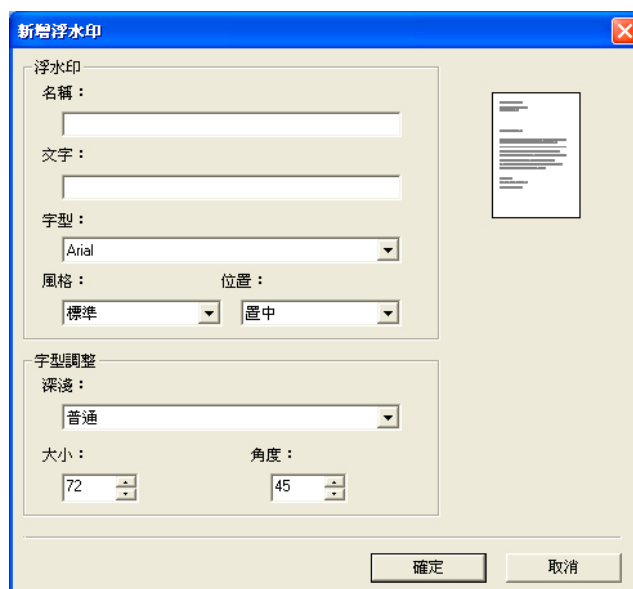 新增浮水印
浮水印
名稱：
文字：
字型：
Arial
風格： 位置：
標準 置中
字型調整
深淺：
普通
大小： 角度：
72 45
確定 取消